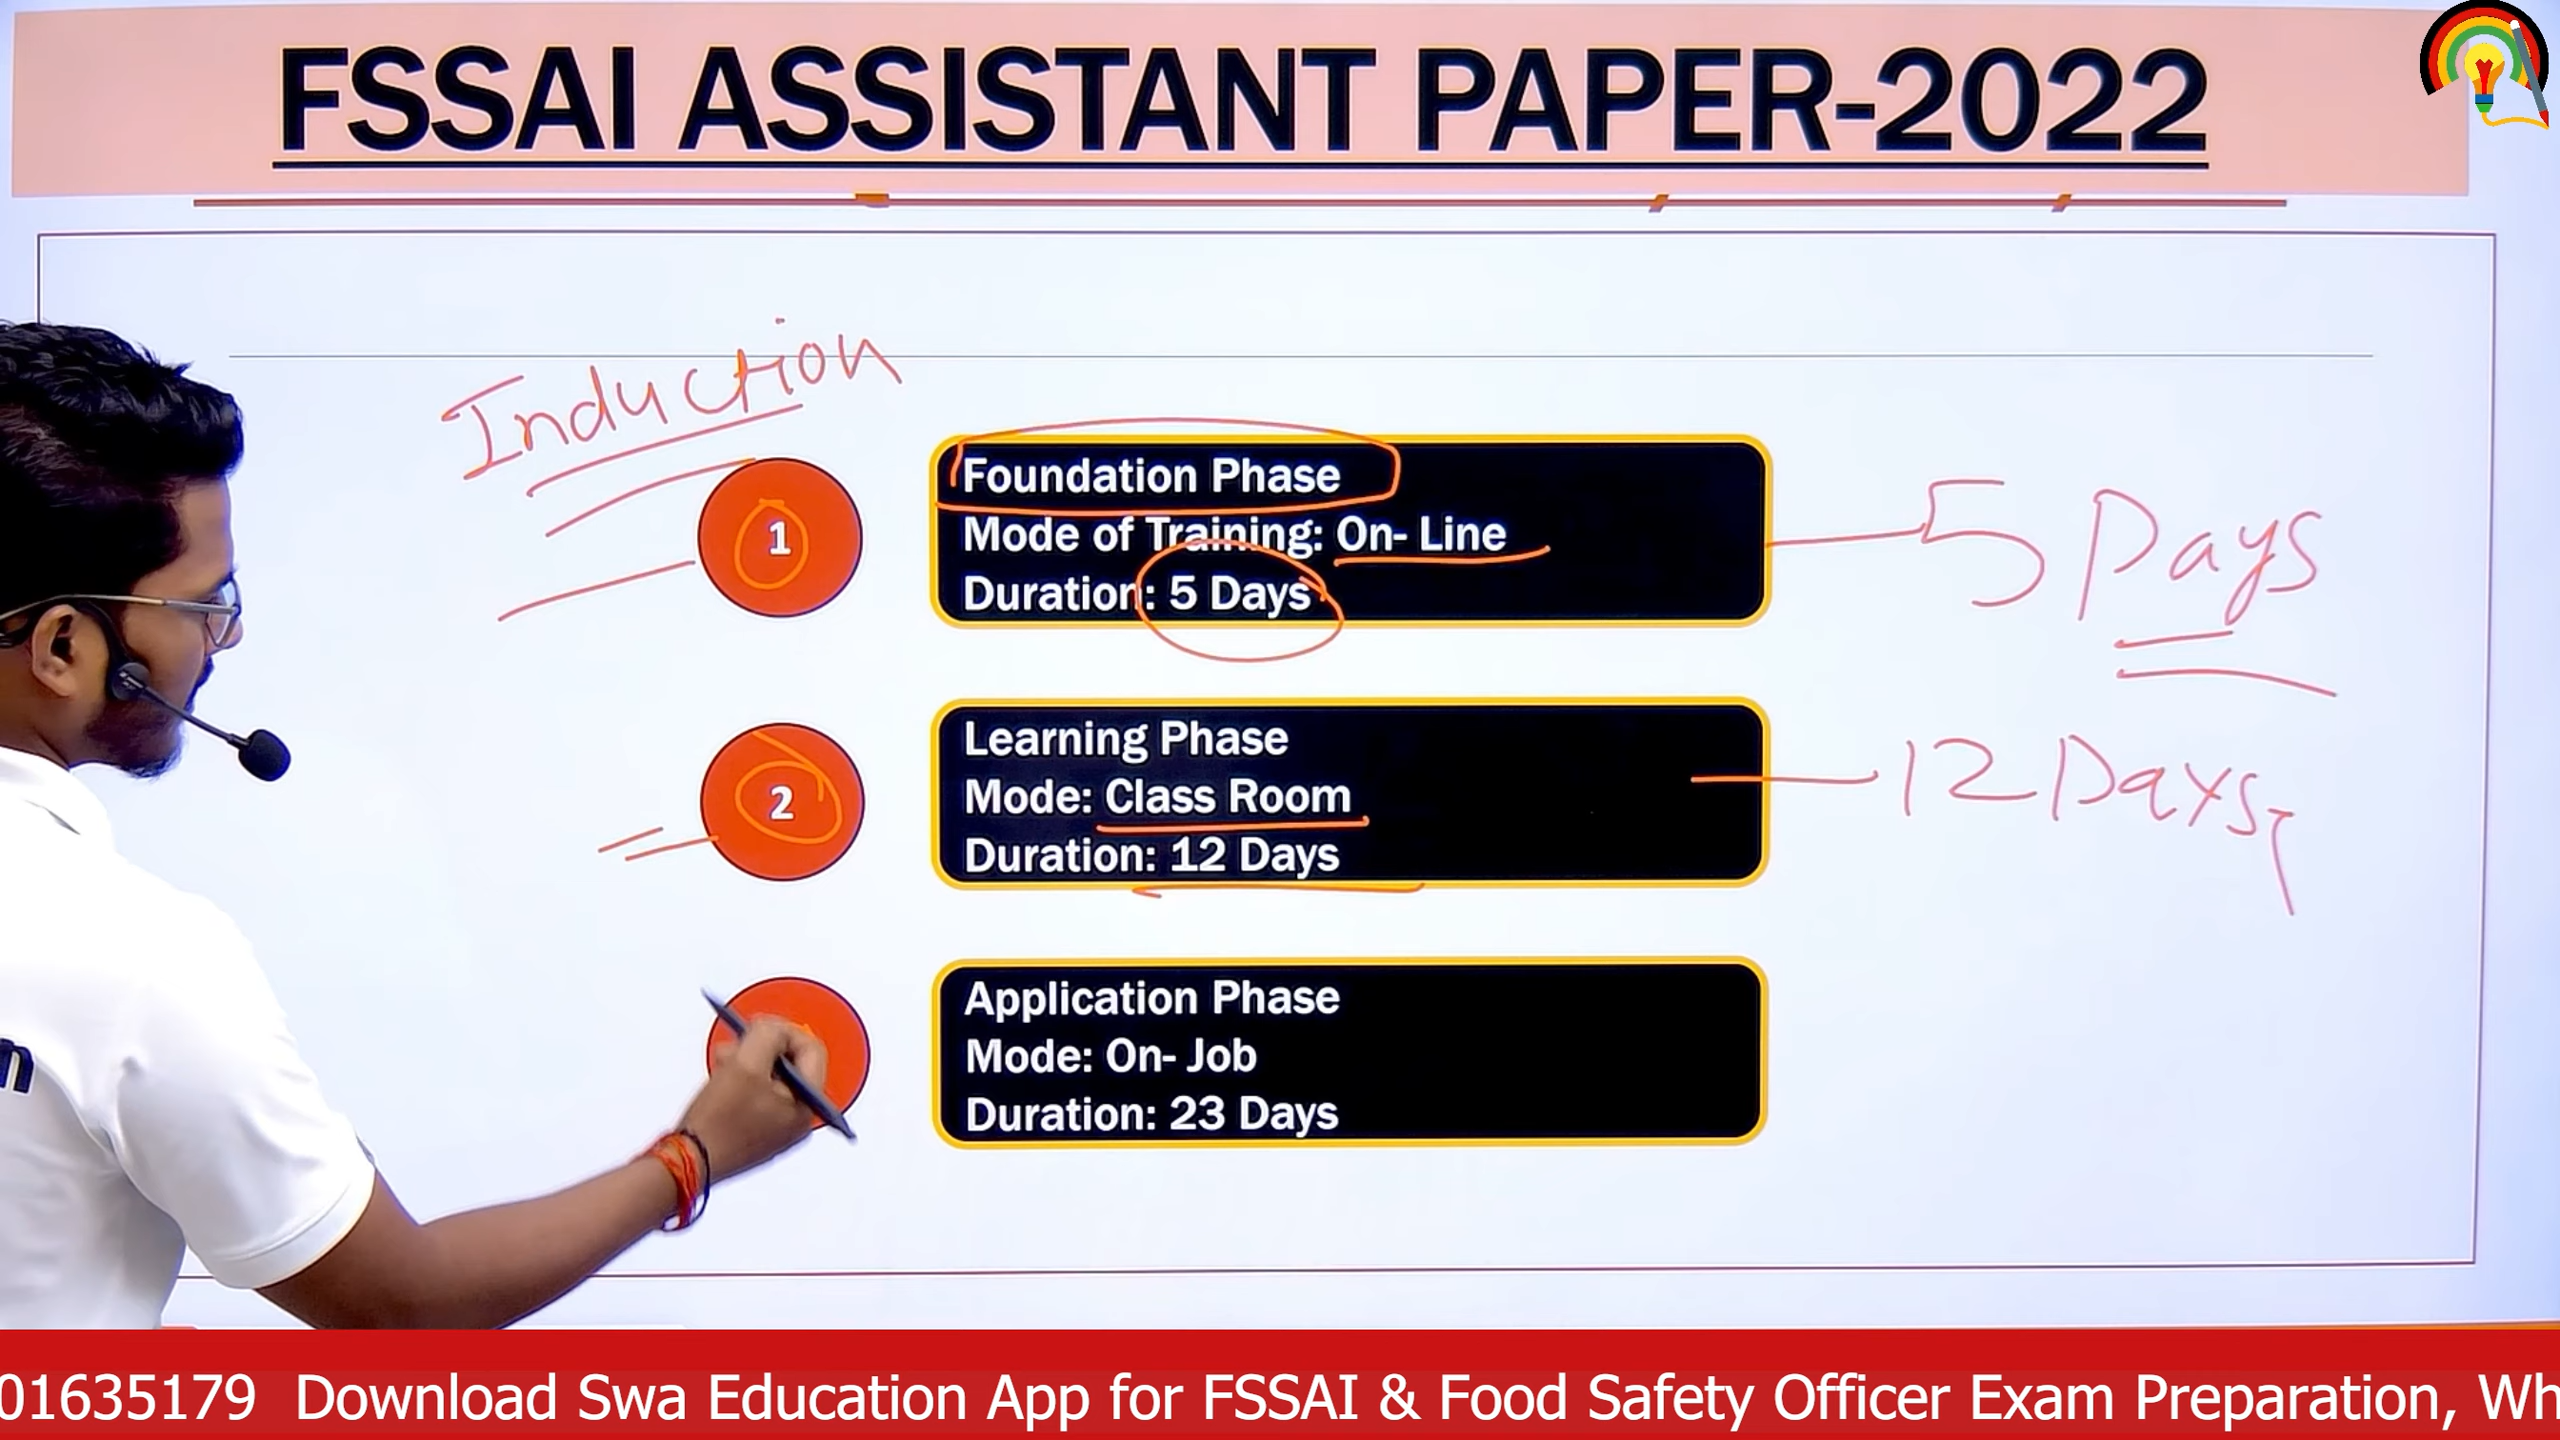 FSSAI ASSISTANT PAPER-2022
Induction
1
Foundation Phase
Mode of Training: On- Line
Duration: 5 Days
5 Days
2
Learning Phase
Mode: Class Room
Duration: 12 Days
12 Days
Application Phase
Mode: On- Job
Duration: 23 Days
01635179 Download Swa Education App for FSSAI & Food Safety Officer Exam Preparation, Wh